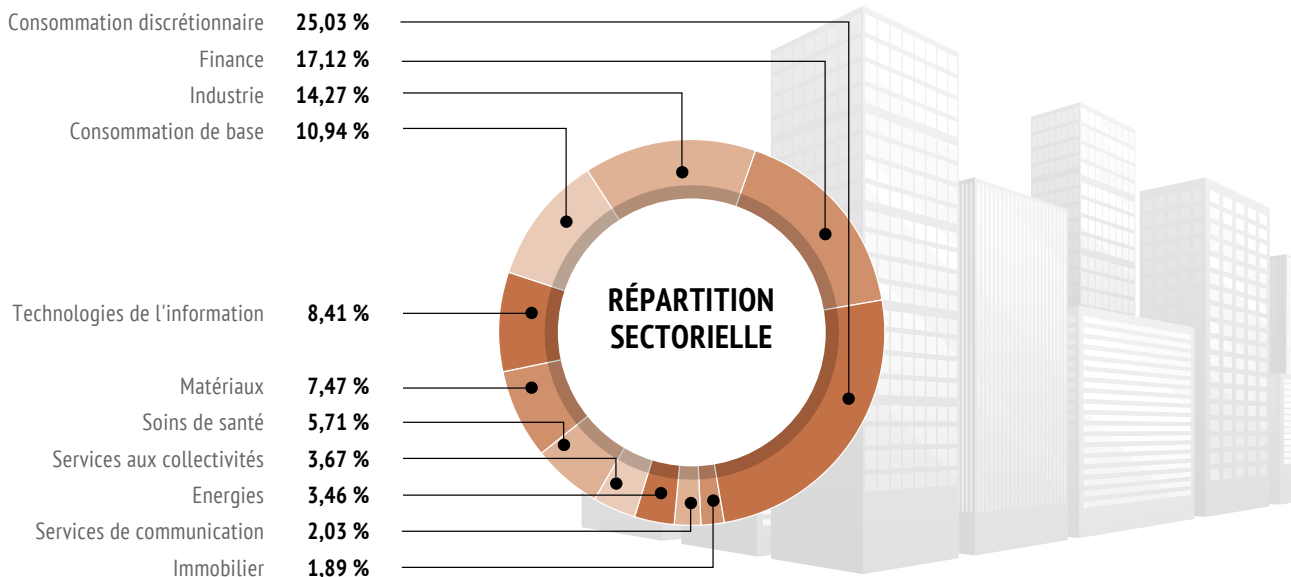 Consommation discrétionnaire 25,03 %
Finance 17,12 %
Industrie 14,27 %
Consommation de base 10,94 %
RÉPARTITION
SECTORIELLE
Technologies de l'information 8,41 %
Matériaux 7,47 %
Soins de santé 5,71 %
Services aux collectivités 3,67 %
Energies 3,46 %
Services de communication 2,03 %
Immobilier 1,89 %